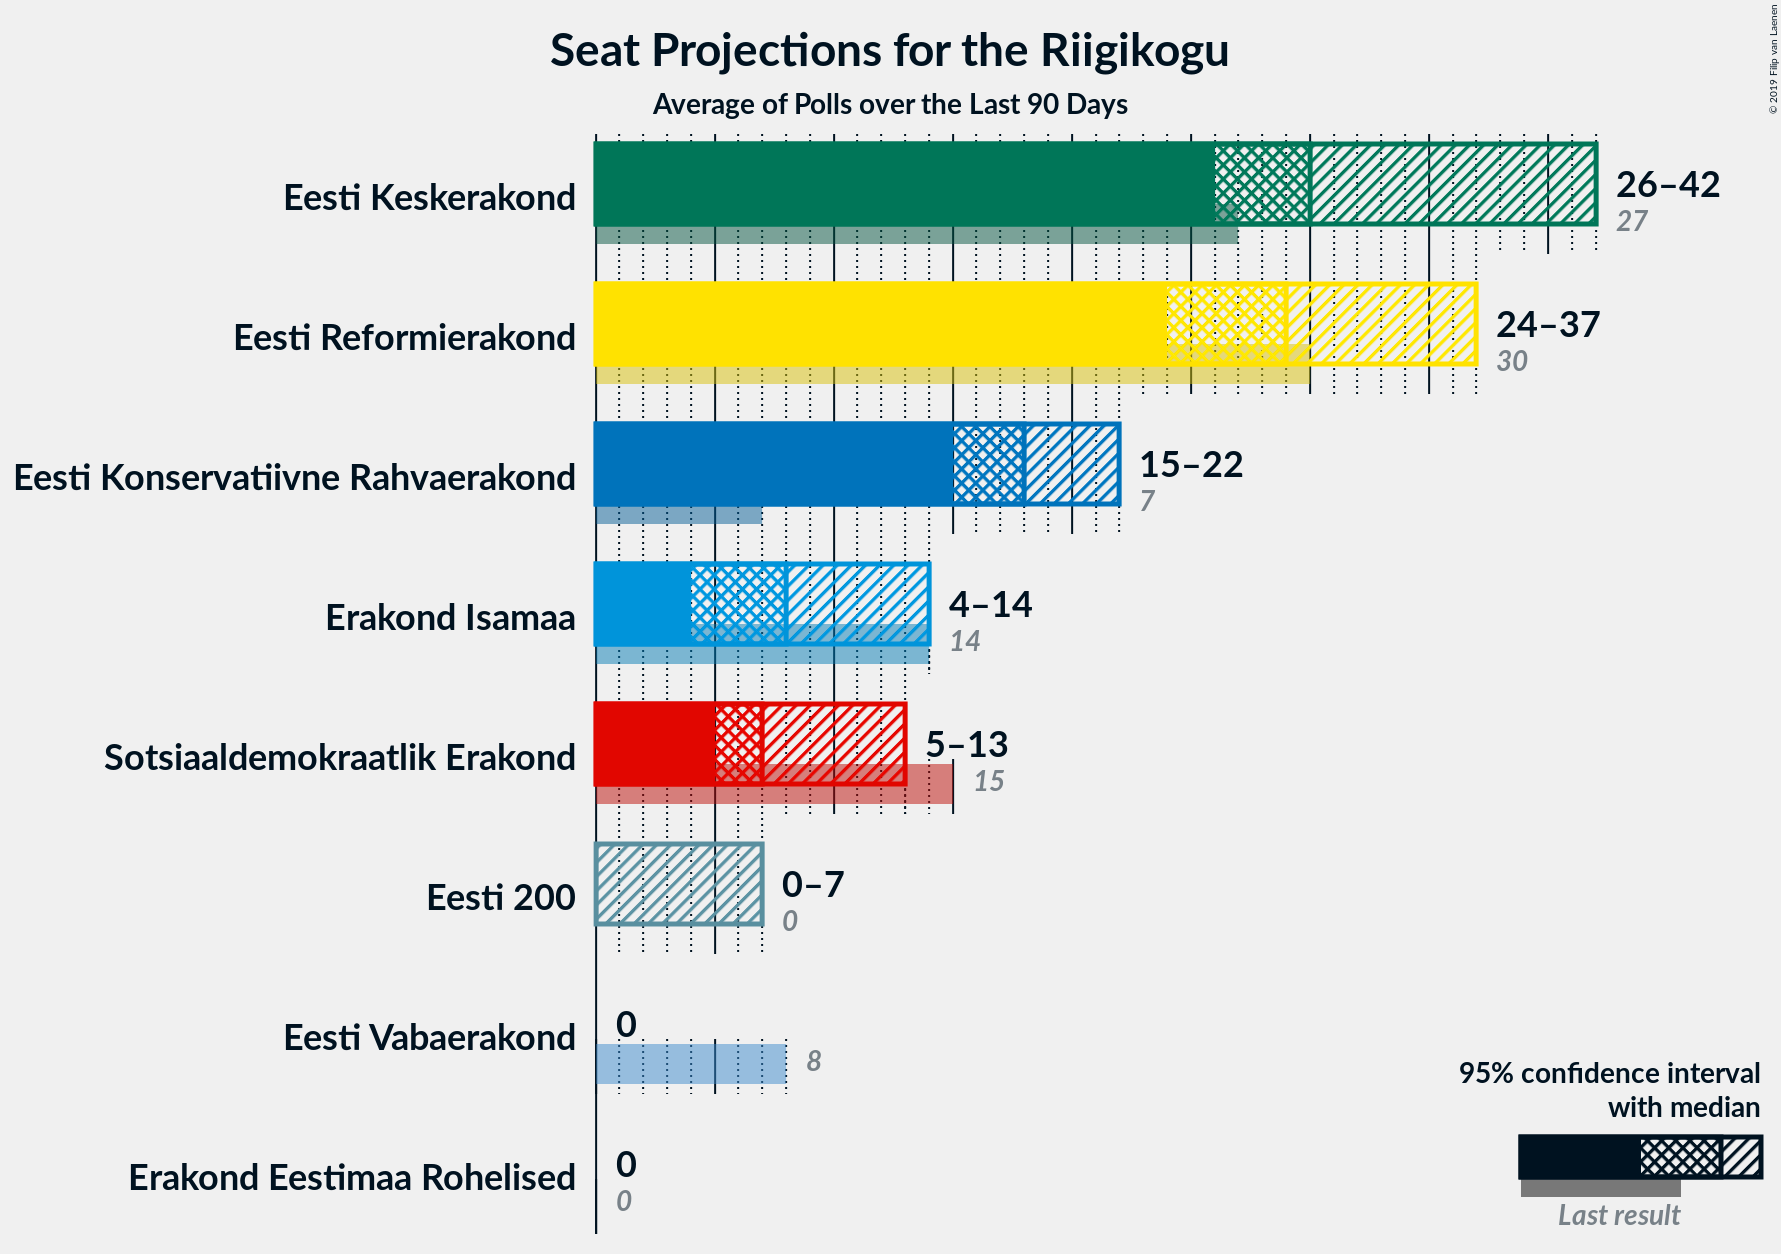 Seat Projections for the Riigikogu
Average of Polls over the Last 90 Days
© 2019 Filip van Laenen
Eesti Keskerakond
26–42
27
Eesti Reformierakond
24–37
30
Eesti Konservatiivne Rahvaerakond
15–22
7
Erakond Isamaa
4–14
14
Sotsiaaldemokraatlik Erakond
5–13
15
Eesti 200
0–7
0
Eesti Vabaerakond
0
8
Erakond Eestimaa Rohelised
0
0
95% confidence interval
with median
Last result